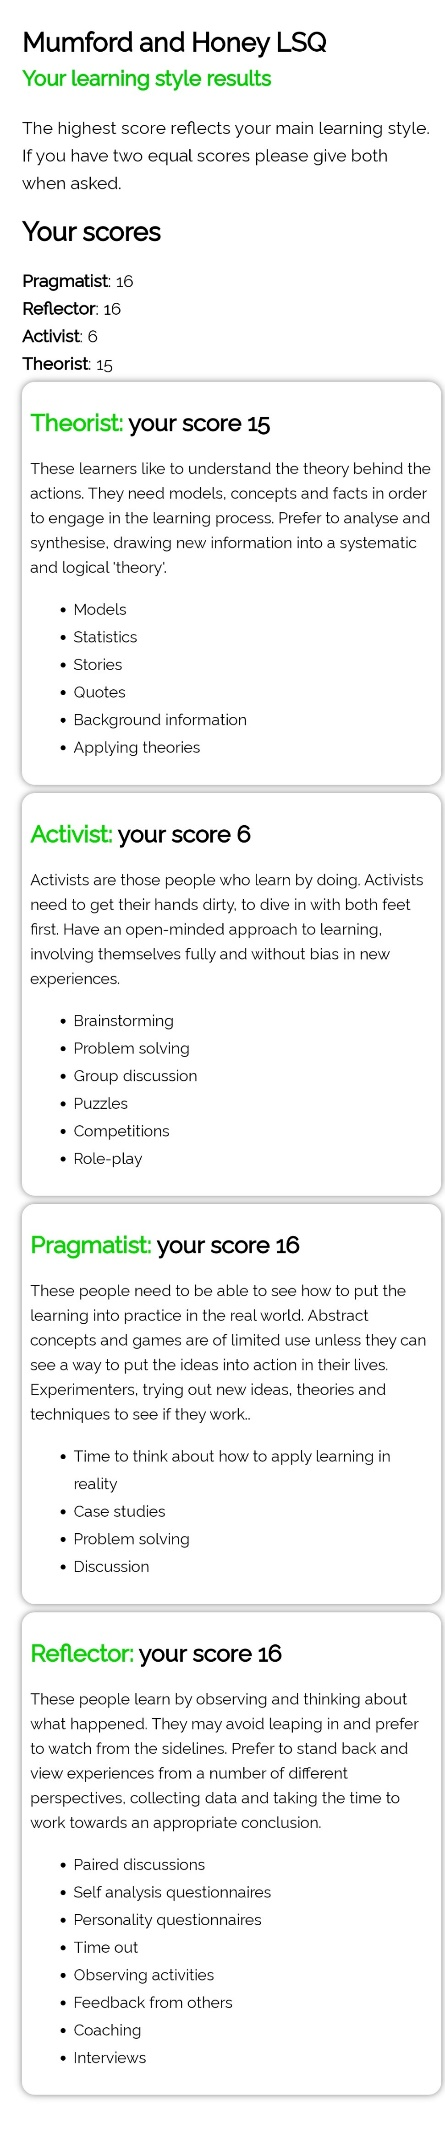 Mumford and Honey LSQ
Your learning style results
The highest score reflects your main learning style.
If you have two equal scores please give both
when asked.
Your scores
Pragmatist: 16
Reflector: 16
Activist: 6
Theorist: 15
Theorist: your score 15
These learners like to understand the theory behind the
actions. They need models, concepts and facts in order
to engage in the learning process. Prefer to analyse and
synthesise, drawing new information into a systematic
and logical 'theory'.
• Models
• Statistics
• Stories
• Quotes
• Background information
• Applying theories
Activist: your score 6
Activists are those people who learn by doing. Activists
need to get their hands dirty, to dive in with both feet
first. Have an open-minded approach to learning,
involving themselves fully and without bias in new
experiences.
• Brainstorming
• Problem solving
• Group discussion
• Puzzles
• Competitions
• Role-play
Pragmatist: your score 16
These people need to be able to see how to put the
learning into practice in the real world. Abstract
concepts and games are of limited use unless they can
see a way to put the ideas into action in their lives.
Experimenters, trying out new ideas, theories and
techniques to see if they work..
• Time to think about how to apply learning in
reality
• Case studies
• Problem solving
• Discussion
Reflector: your score 16
These people learn by observing and thinking about
what happened. They may avoid leaping in and prefer
to watch from the sidelines. Prefer to stand back and
view experiences from a number of different
perspectives, collecting data and taking the time to
work towards an appropriate conclusion.
• Paired discussions
• Self analysis questionnaires
• Personality questionnaires
• Time out
• Observing activities
• Feedback from others
• Coaching
• Interviews